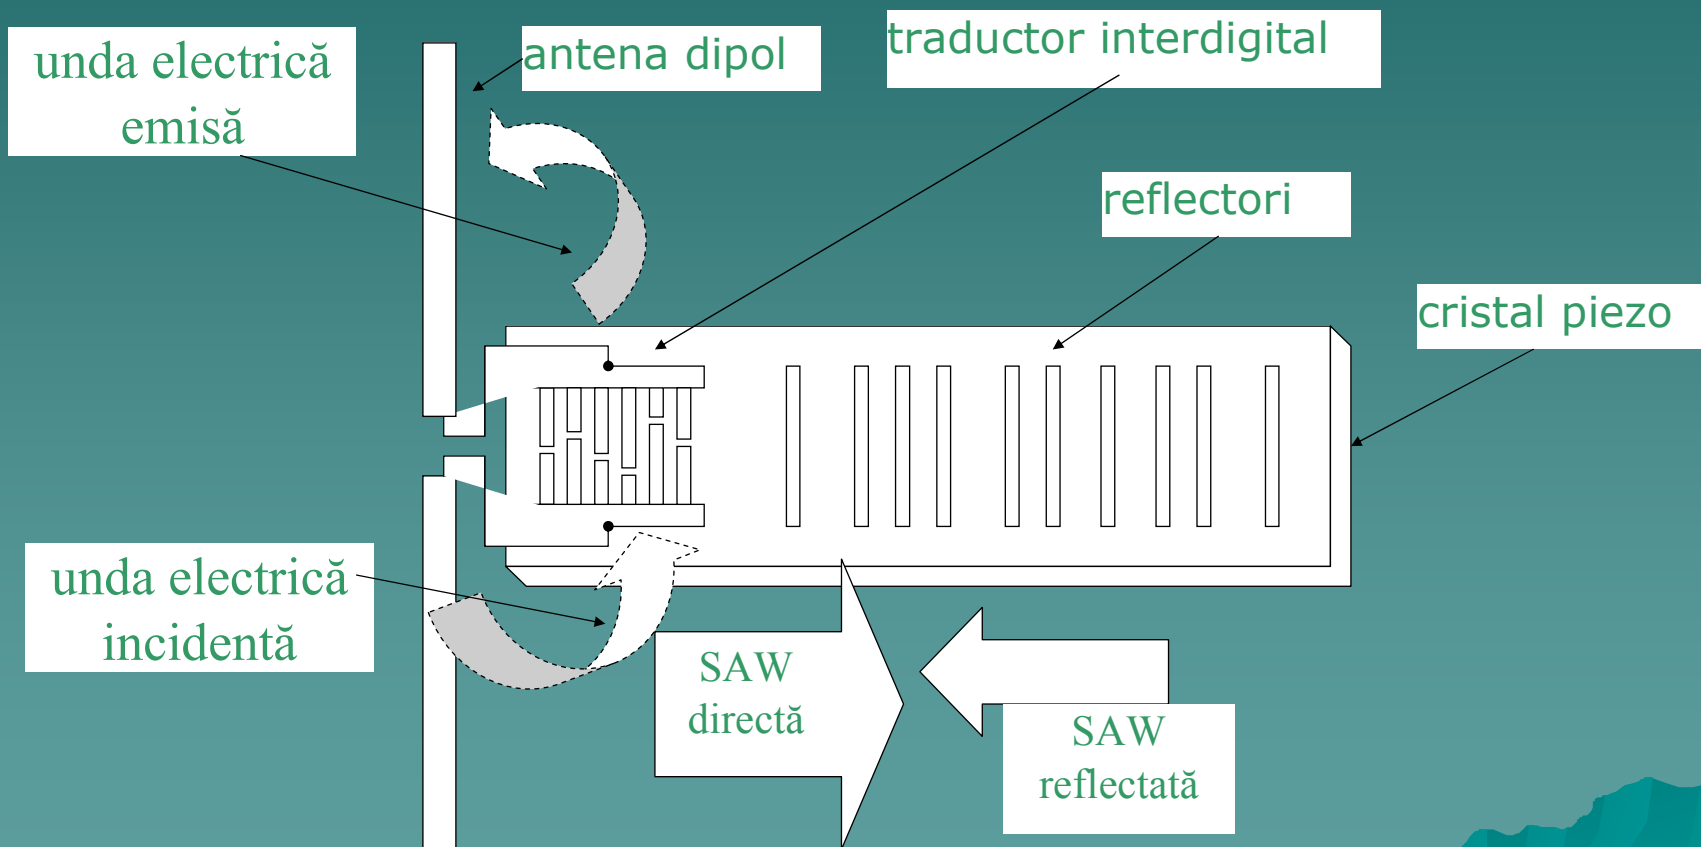 unda electrică
emisă
antena dipol
traductor interdigital
reflectori
cristal piezo
unda electrică
incidentă
SAW
directă
SAW
reflectată